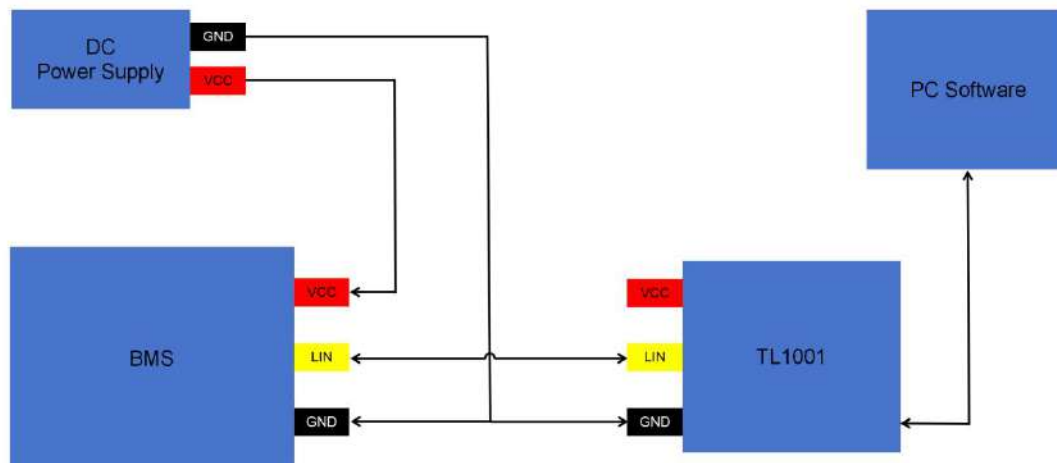 DC
Power Supply
GND
VCC
PC Software
BMS
VCC
LIN
GND
VCC
LIN
GND
TL1001